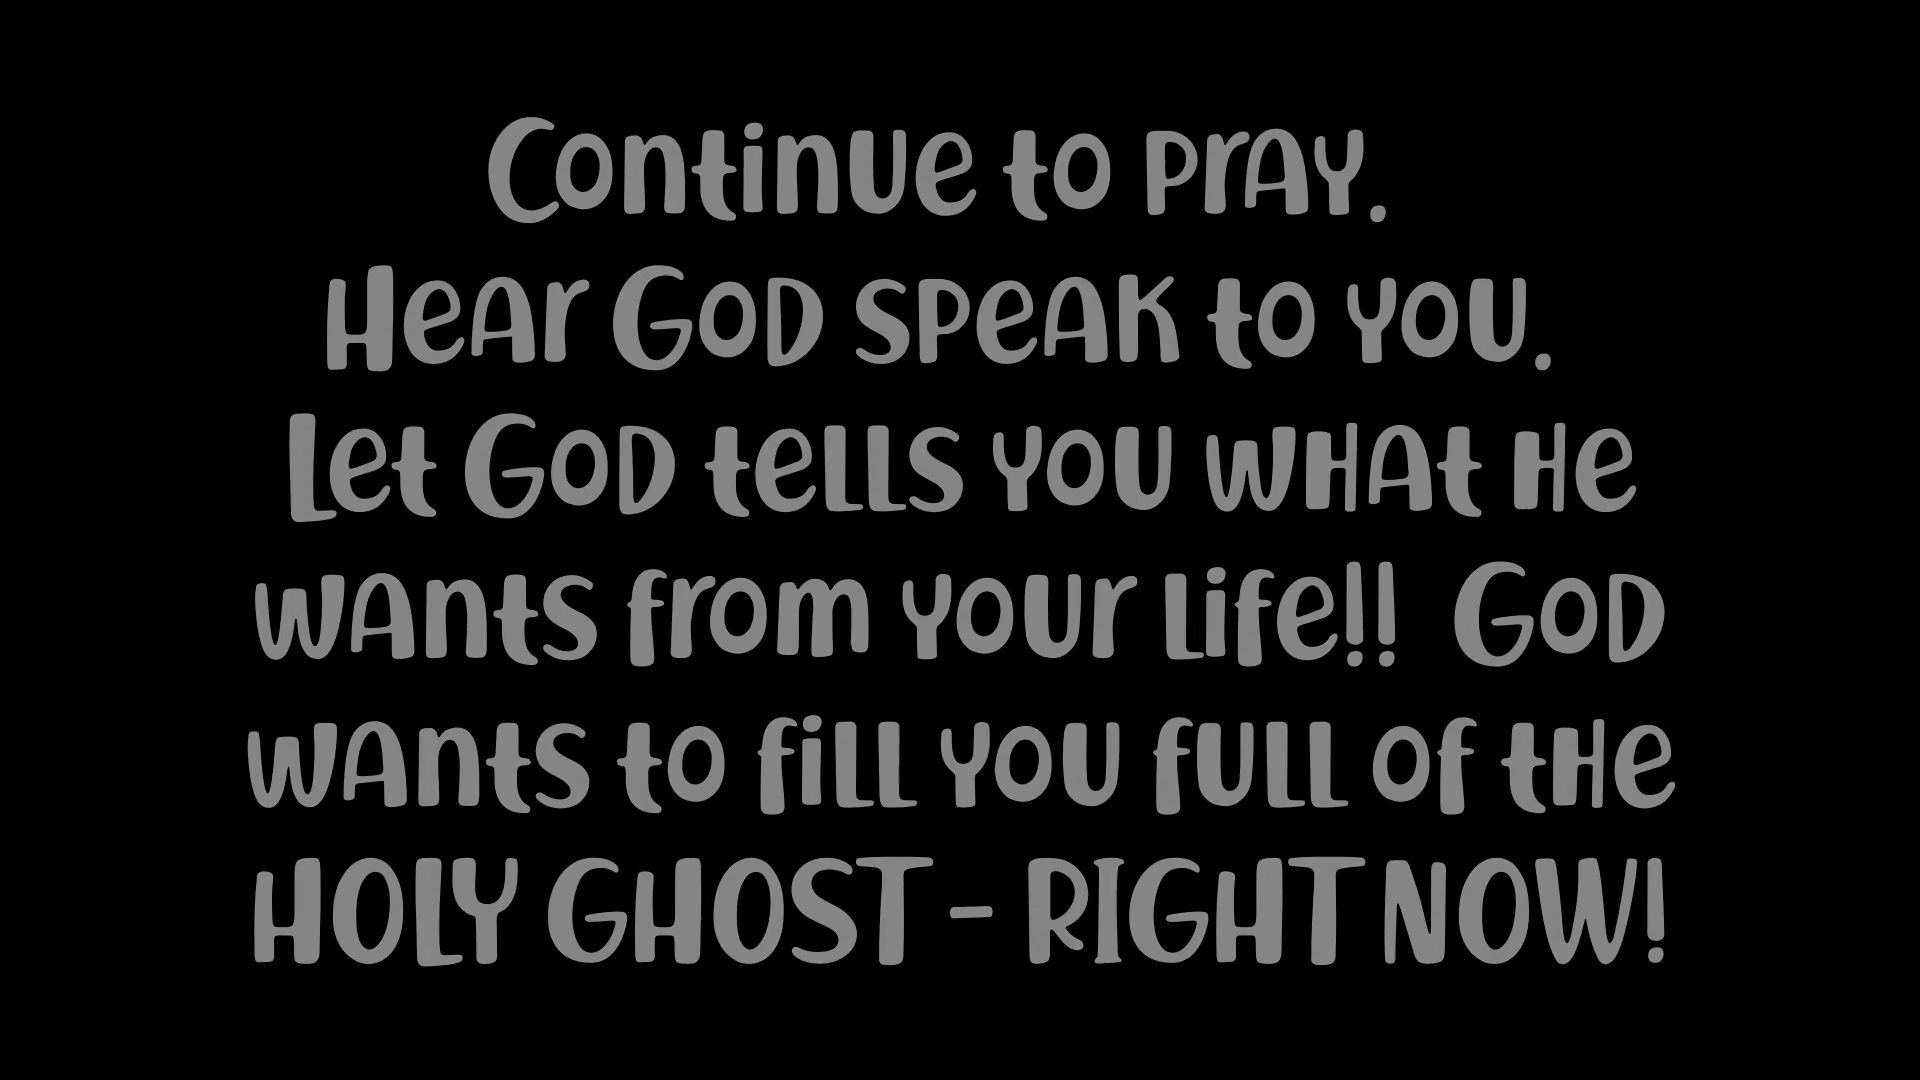 Continue to pray.
Hear God speak to you.
Let God tells you what He
wants from your life!! God
wants to fill you full of the
HOLY GHOST - RIGHT NOW!